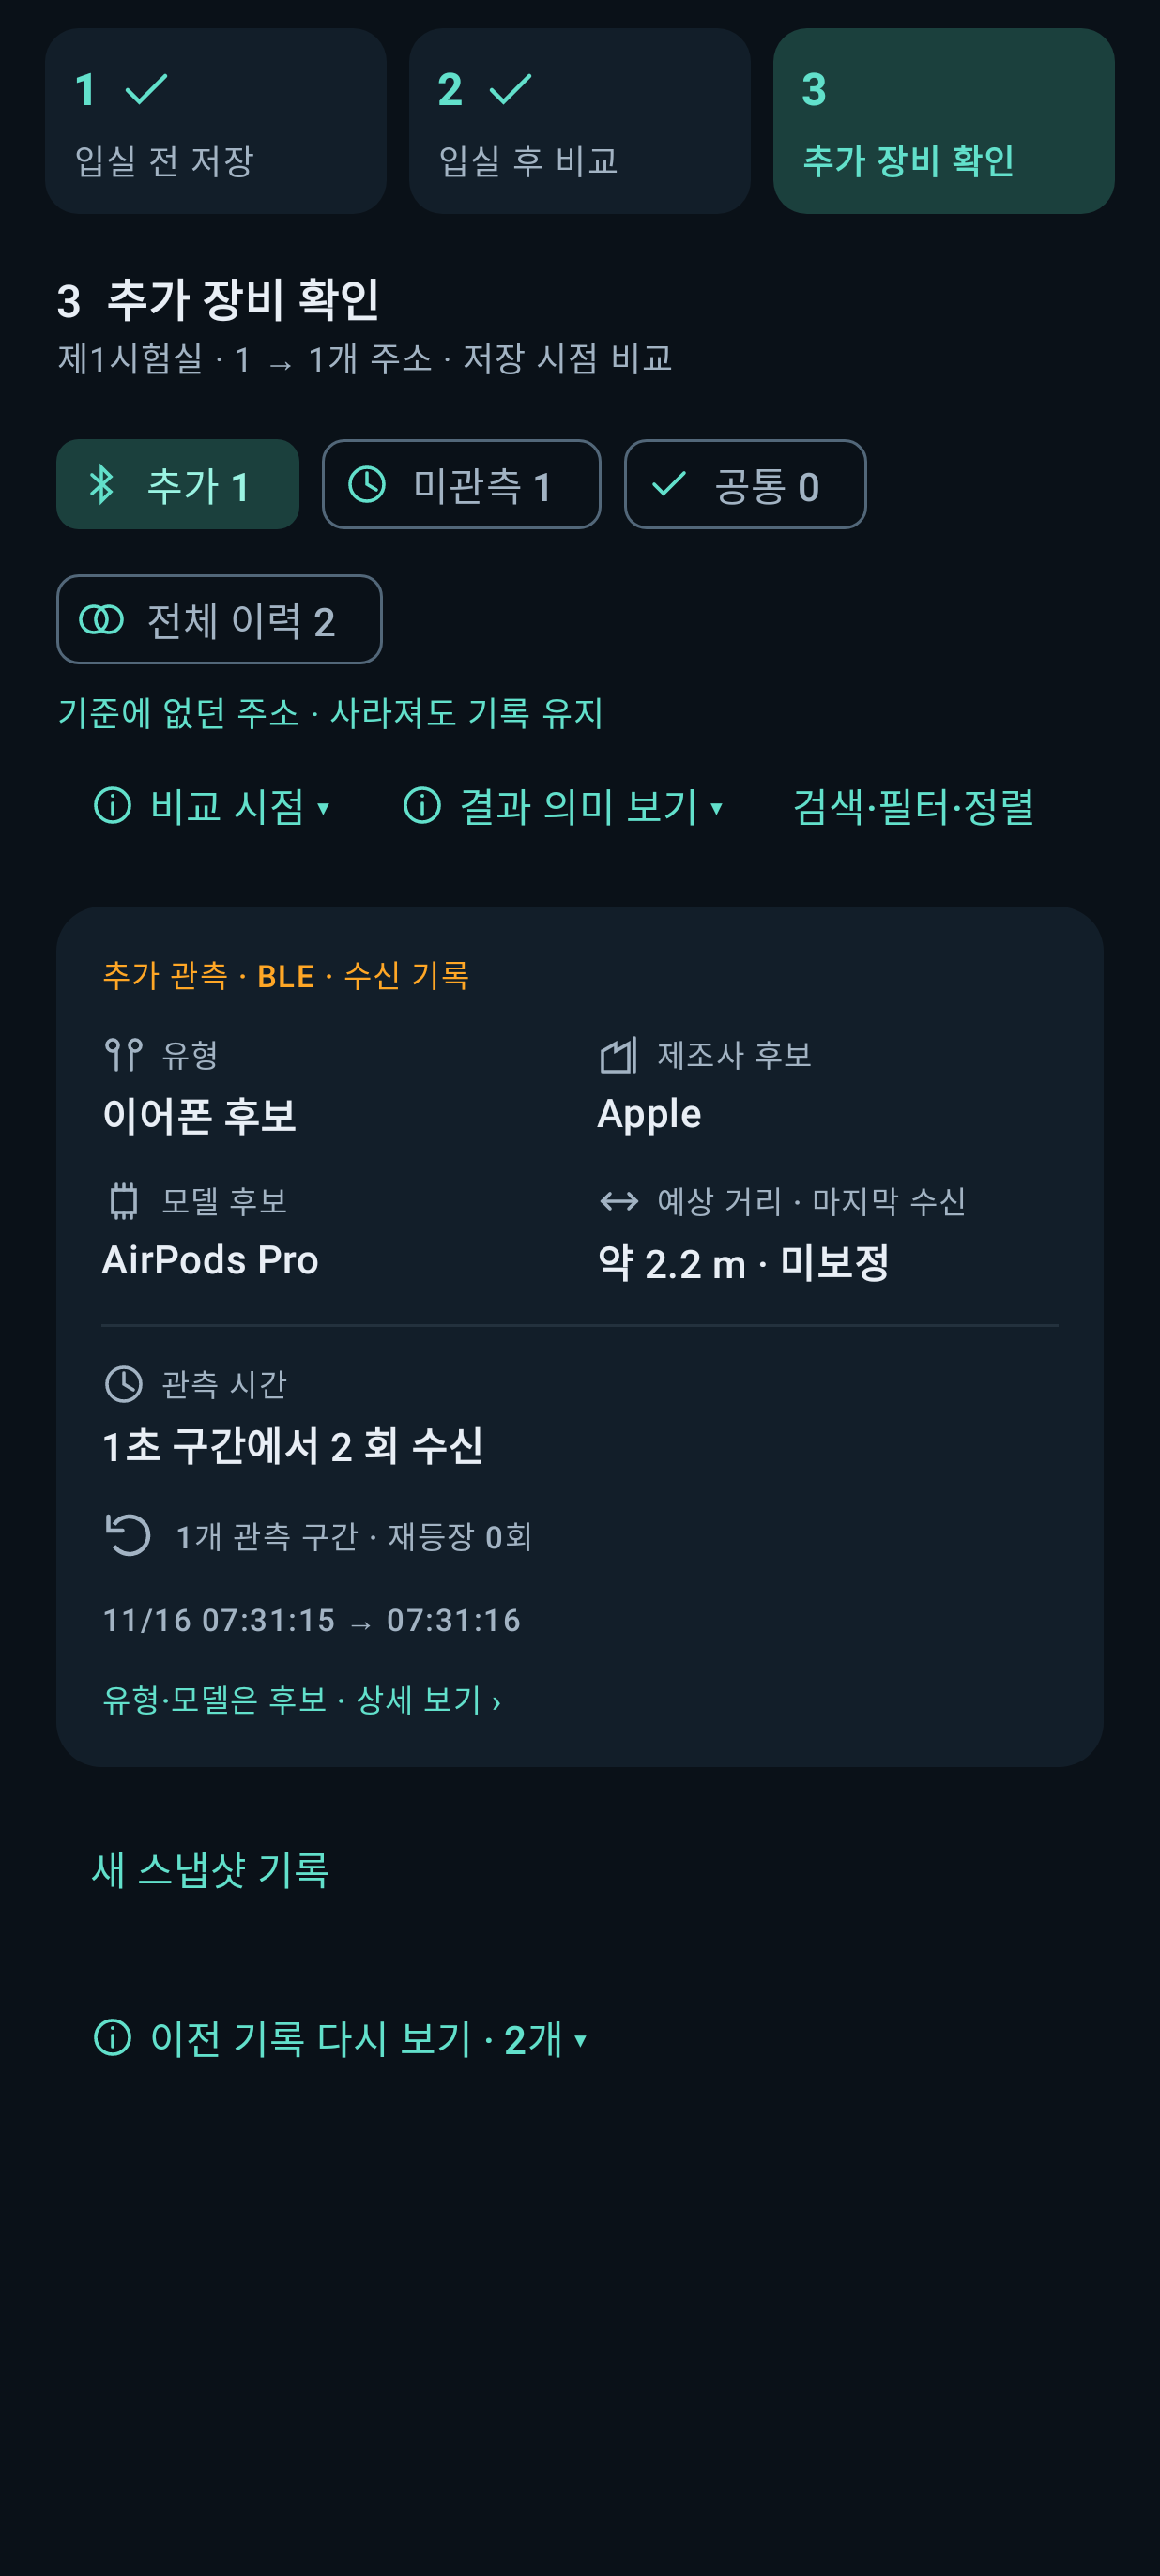 1
입실 전 저장
2
입실 후 비교
3
추가 장비 확인
3 추가 장비 확인
제1시험실 · 1 → 1개 주소 · 저장 시점 비교
추가 1
미관측 1
공통 0
전체 이력 2
기준에 없던 주소 · 사라져도 기록 유지
비교 시점 ▾
결과 의미 보기 ▾
검색·필터·정렬
추가 관측 · BLE · 수신 기록
유형
이어폰 후보
제조사 후보
Apple
모델 후보
AirPods Pro
예상 거리 · 마지막 수신
약 2.2 m · 미보정
관측 시간
1초 구간에서 2 회 수신
1개 관측 구간 · 재등장 0회
11/16 07:31:15 → 07:31:16
유형·모델은 후보 · 상세 보기 ›
새 스냅샷 기록
이전 기록 다시 보기 · 2개 ▾